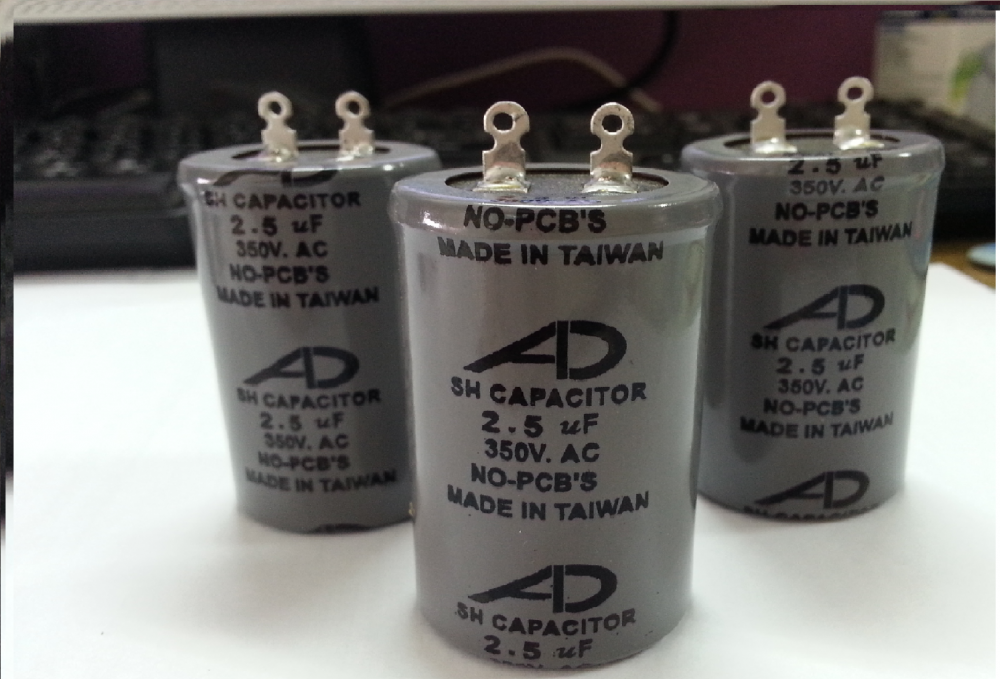 SH CAPACITOR
2.5 uF
350V. AC
NO-PCB'S
MADE IN TAIWAN
AD
SH CAPACITOR
2.5 uF
350V. AC
NO-PCB'S
MADE IN TAIWAN
NO-PCB'S
MADE IN TAIWAN
AD
SH CAPACITOR
2.5 uF
350V. AC
NO-PCB'S
MADE IN TAIWAN
AD
SH CAPACITOR
2.5 uF
2.5 uF
350V. AC
NO-PCB'S
MADE IN TAIWAN
AD
SH CAPACITOR
2.5 uF
350V. AC
NO-PCB'S
MADE IN TAIWAN
AD
SH CAPACITOR